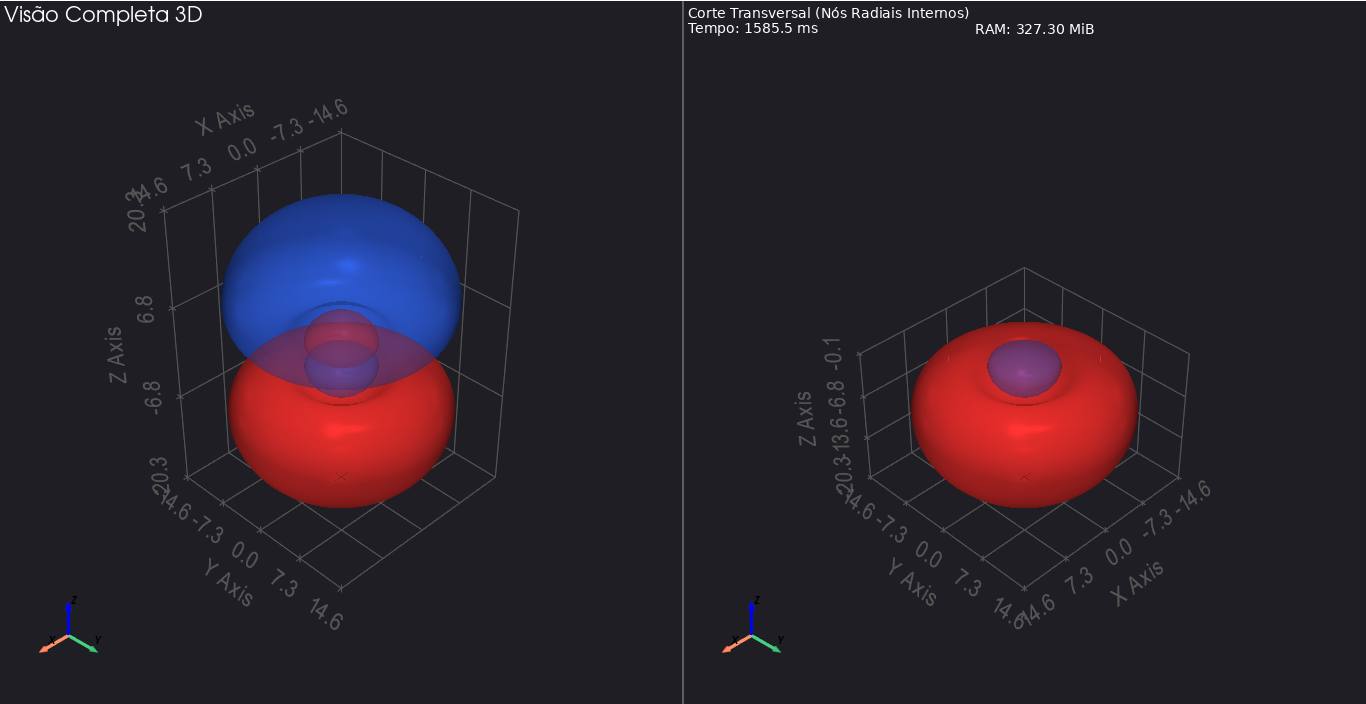 Visão Completa 3D
X Axis
-14.6
-7.3
0.0
7.3
14.6
20.3
6.8
-6.8
-20.3
Z Axis
-14.6
-7.3
0.0
7.3
14.6
Y Axis
Z
X
Y
Corte Transversal (Nós Radiais Internos)
Tempo: 1585.5 ms
RAM: 327.30 MiB
-0.1
-6.8
-13.6
-20.3
Z Axis
-14.6
-7.3
0.0
7.3
14.6
Y Axis
14.6
7.3
0.0
-7.3
-14.6
X Axis
Z
X
Y